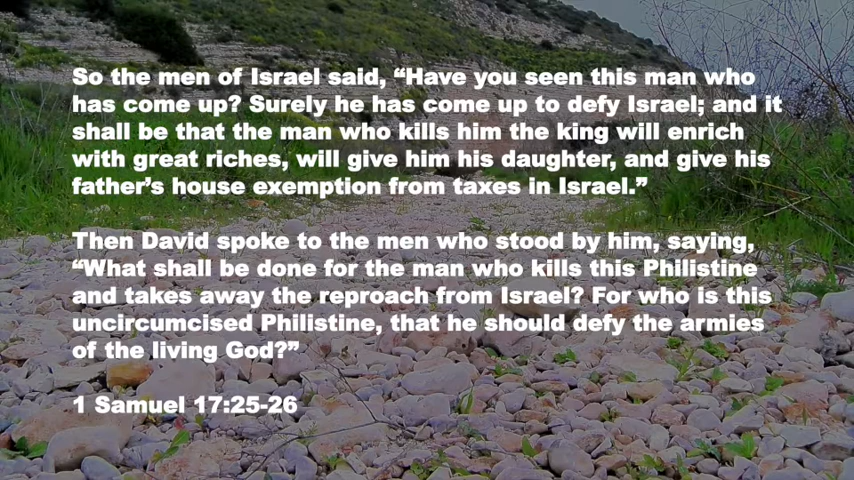 So the men of Israel said, “Have you seen this man who
has come up? Surely he has come up to defy Israel; and it
shall be that the man who kills him the king will enrich
with great riches, will give him his daughter, and give his
father’s house exemption from taxes in Israel.”
Then David spoke to the men who stood by him, saying,
“What shall be done for the man who kills this Philistine
and takes away the reproach from Israel? For who is this
uncircumcised Philistine, that he should defy the armies
of the living God?”
1 Samuel 17:25-26